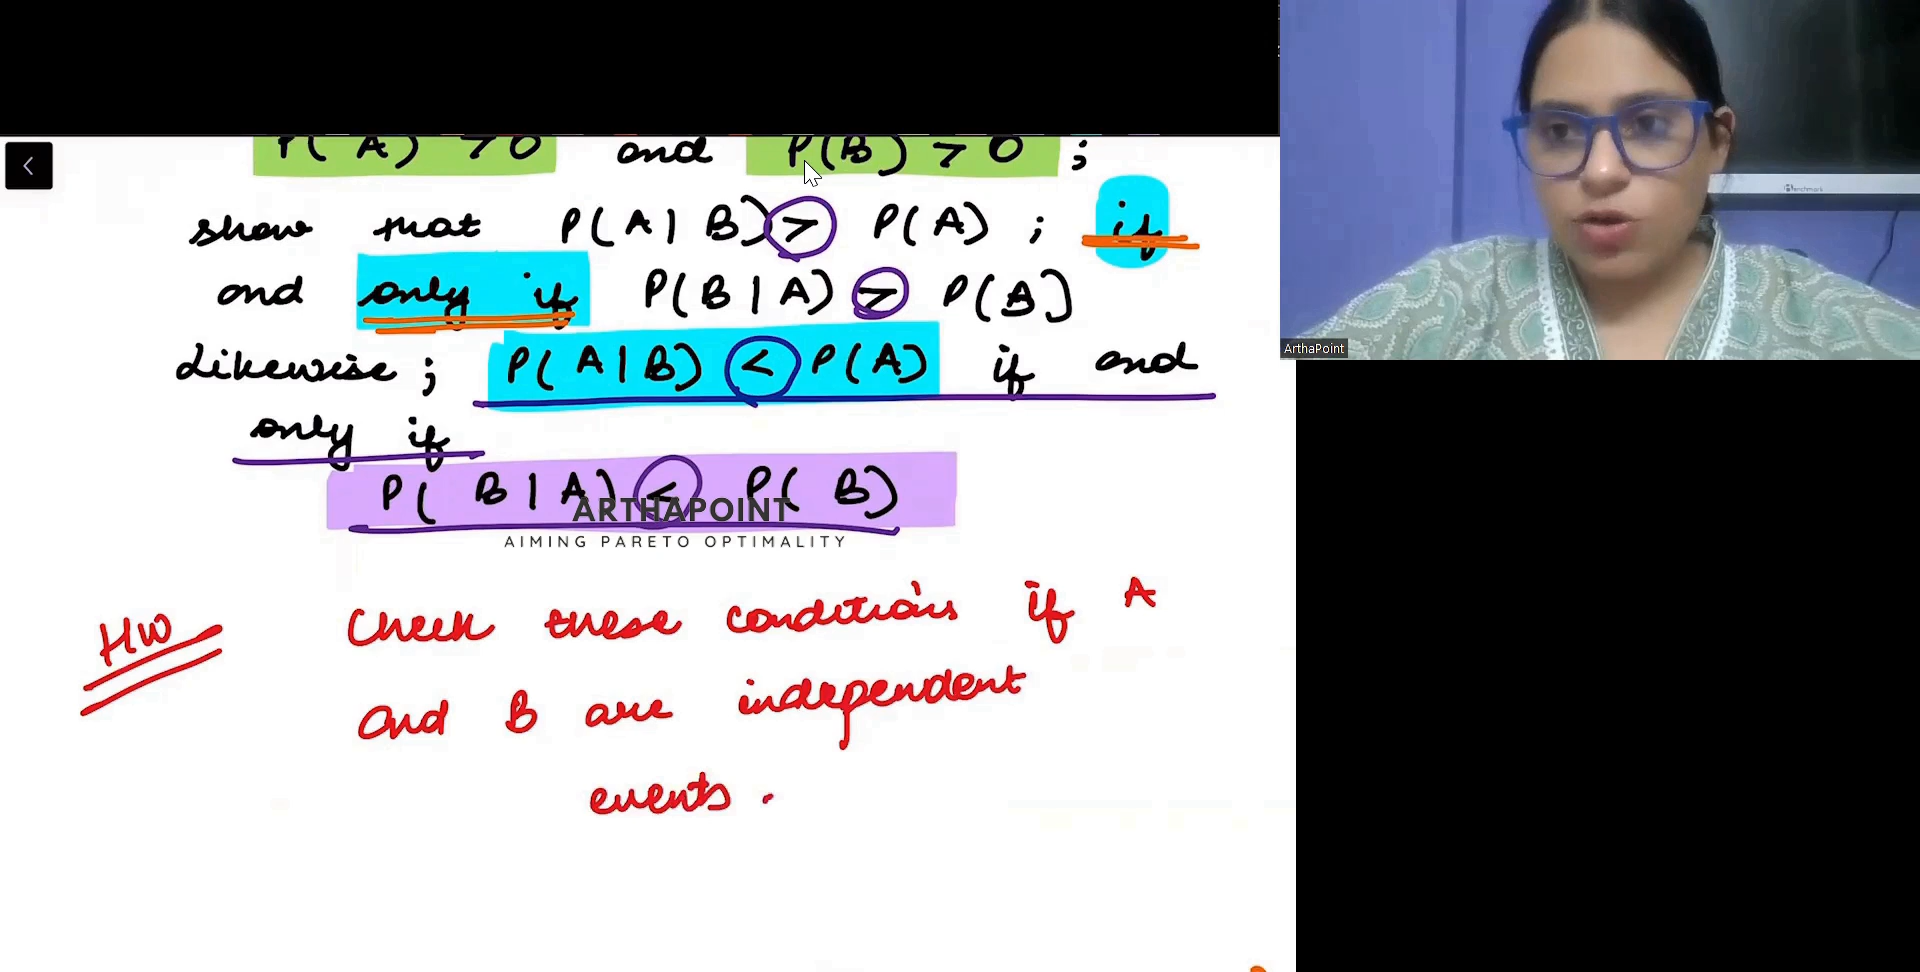 P(A) > 0 and P(B) > 0 ;
show that P(A | B) > P(A) ; if
and only if P(B | A) > P(B)
Likewise ; P(A | B) < P(A) if and
only if
P( B | A) < P( B)
ARTHAPOINT
AIMING PARETO OPTIMALITY
HW Check these conditions if A
and B are independent
events .
Benchmark
ArthaPoint